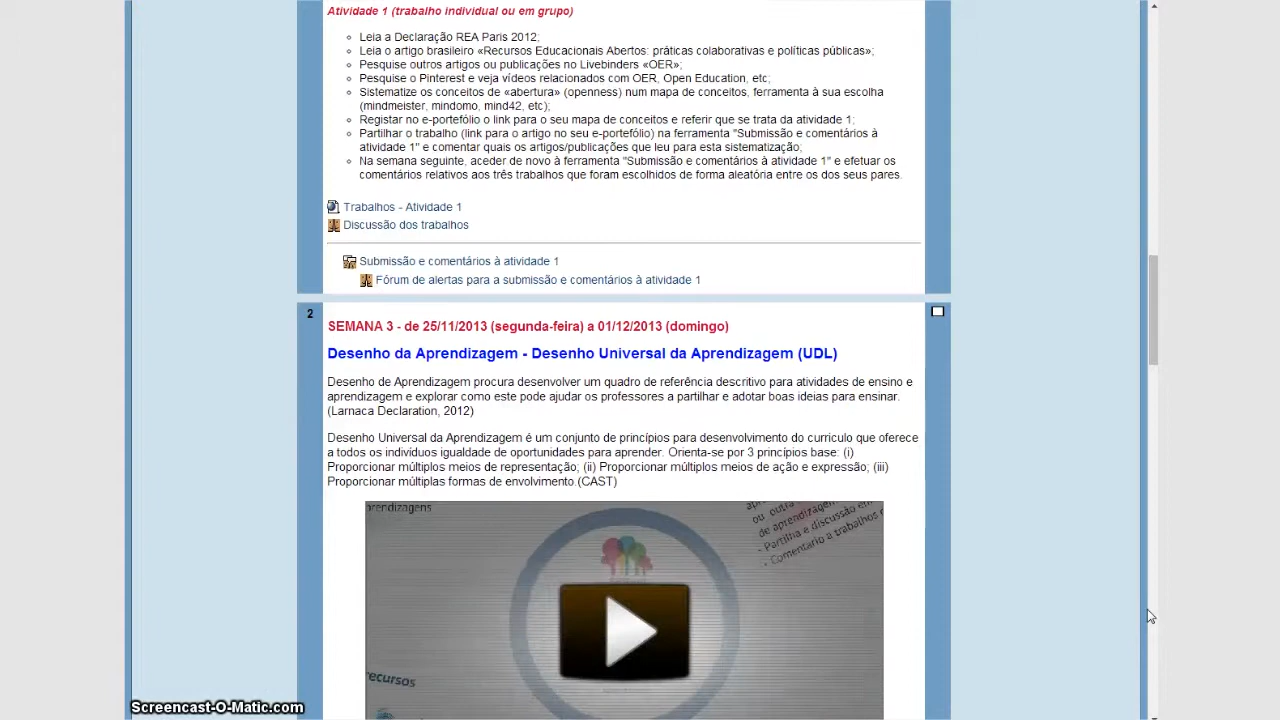 Atividade 1 (trabalho individual ou em grupo)
Leia a Declaração REA Paris 2012;
Leia o artigo brasileiro «Recursos Educacionais Abertos: práticas colaborativas e políticas públicas»;
Pesquise outros artigos ou publicações no Livebinders «OER»;
Pesquise o Pinterest e veja vídeos relacionados com OER, Open Education, etc;
Sistematize os conceitos de «abertura» (openness) num mapa de conceitos, ferramenta à sua escolha
(mindmeister, mindomo, mind42, etc);
Registar no e-portefólio o link para o seu mapa de conceitos e referir que se trata da atividade 1;
Partilhar o trabalho (link para o artigo no seu e-portefólio) na ferramenta "Submissão e comentários à
atividade 1" e comentar quais os artigos/publicações que leu para esta sistematização;
Na semana seguinte, aceder de novo à ferramenta "Submissão e comentários à atividade 1" e efetuar os
comentários relativos aos três trabalhos que foram escolhidos de forma aleatória entre os dos seus pares.
Trabalhos - Atividade 1
Discussão dos trabalhos
Submissão e comentários à atividade 1
Fórum de alertas para a submissão e comentários à atividade 1
2
SEMANA 3 - de 25/11/2013 (segunda-feira) a 01/12/2013 (domingo)
Desenho da Aprendizagem - Desenho Universal da Aprendizagem (UDL)
Desenho de Aprendizagem procura desenvolver um quadro de referência descritivo para atividades de ensino e
aprendizagem e explorar como este pode ajudar os professores a partilhar e adotar boas ideias para ensinar.
(Larnaca Declaration, 2012)
Desenho Universal da Aprendizagem é um conjunto de princípios para desenvolvimento do curriculo que oferece
a todos os indivíduos igualdade de oportunidades para aprender. Orienta-se por 3 princípios base: (i)
Proporcionar múltiplos meios de representação; (ii) Proporcionar múltiplos meios de ação e expressão; (iii)
Proporcionar múltiplas formas de envolvimento.(CAST)
prendizagens
ou outra
de aprendizagem
- Partilha e discussão em
- Comentario a trabalhos
recursos
Screencast-O-Matic.com